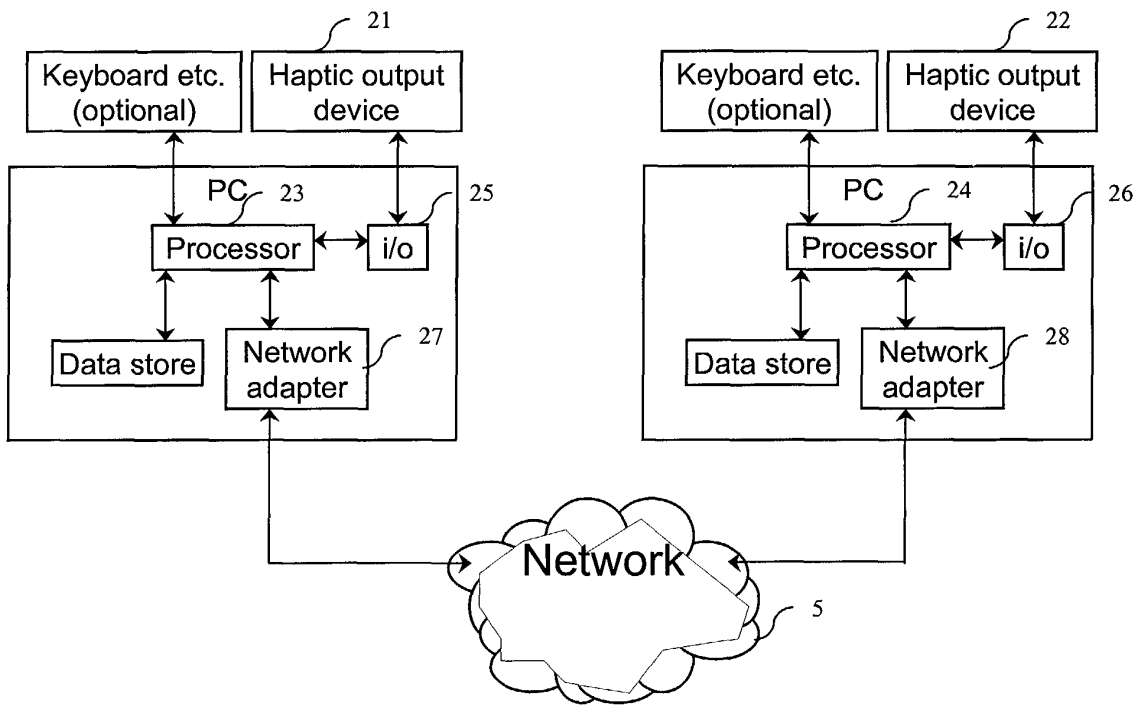 21
Keyboard etc.
(optional)
Haptic output
device
PC
23
25
Processor
i/o
Data store
Network
adapter
27
22
Keyboard etc.
(optional)
Haptic output
device
PC
24
26
Processor
i/o
Data store
Network
adapter
28
Network
5